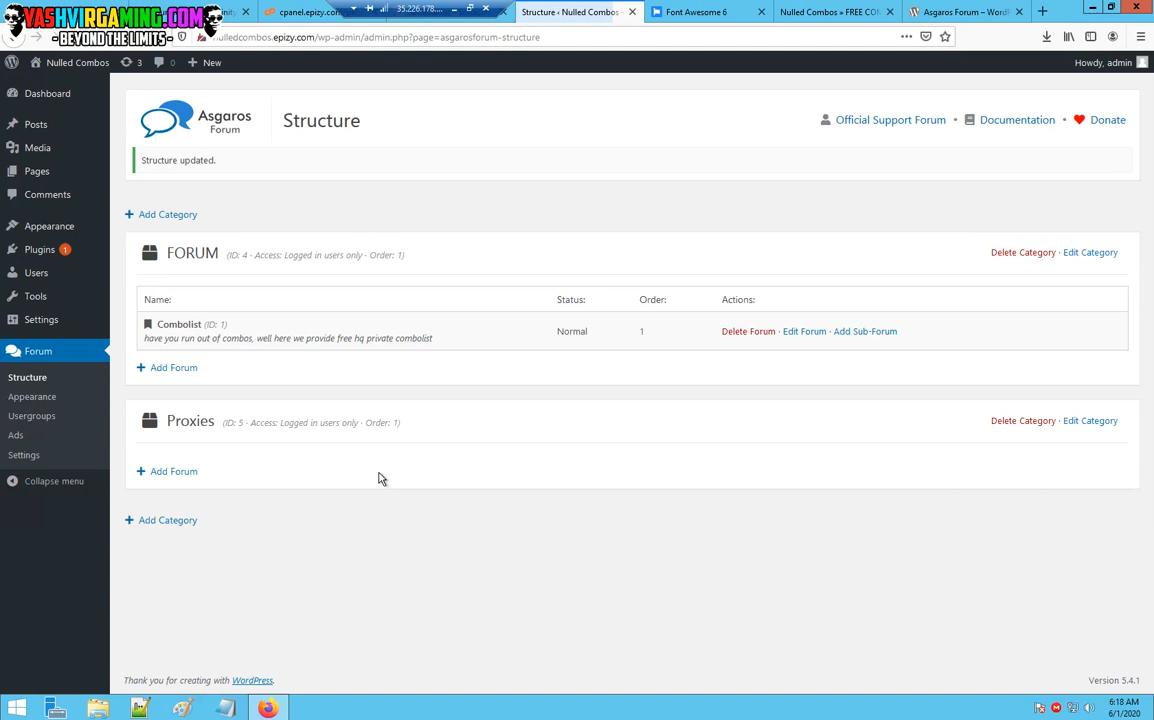 YASHVIRGAMING.COM
- BEYOND THE LIMITS -
cpanel.epizy.com
35.226.178....
Structure ‹ Nulled Combos
Font Awesome 6
Nulled Combos » FREE COM
Asgaros Forum – WordP
nulledcombos.epizy.com/wp-admin/admin.php?page=asgarosforum-structure
Nulled Combos
3
0
New
Howdy, admin
Dashboard
Posts
Media
Pages
Comments
Appearance
Plugins 1
Users
Tools
Settings
Forum
Structure
Appearance
Usergroups
Ads
Settings
Collapse menu
Asgaros
Forum
Structure
Official Support Forum • Documentation • Donate
Structure updated.
Add Category
FORUM (ID: 4 - Access: Logged in users only - Order: 1)
Delete Category · Edit Category
Name: Status: Order: Actions:
Combolist (ID: 1)
have you run out of combos, well here we provide free hq private combolist
Normal 1 Delete Forum · Edit Forum · Add Sub-Forum
Add Forum
Proxies (ID: 5 - Access: Logged in users only - Order: 1)
Delete Category · Edit Category
Add Forum
Add Category
Thank you for creating with WordPress.
Version 5.4.1
6:18 AM
6/1/2020